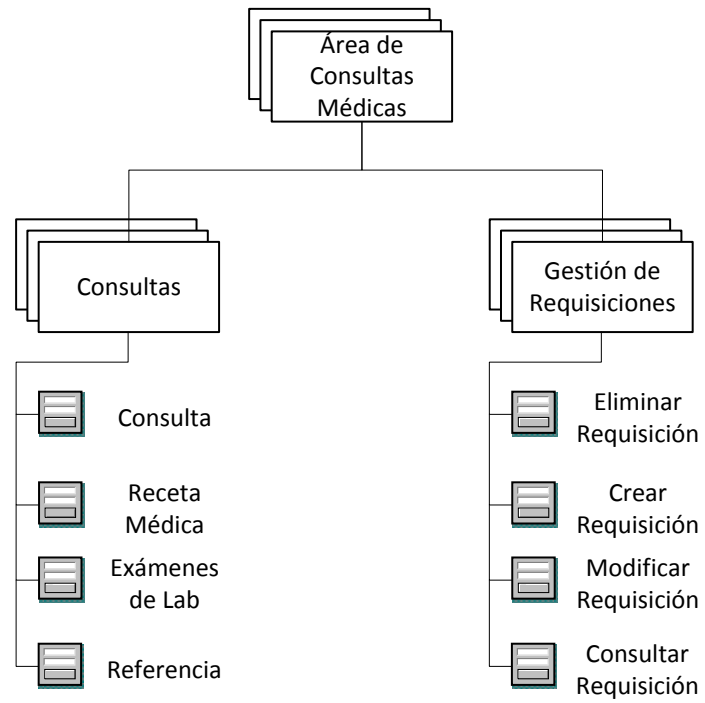 Área de
Consultas
Médicas
Consultas
Consulta
Receta
Médica
Exámenes
de Lab
Referencia
Gestión de
Requisiciones
Eliminar
Requisición
Crear
Requisición
Modificar
Requisición
Consultar
Requisición